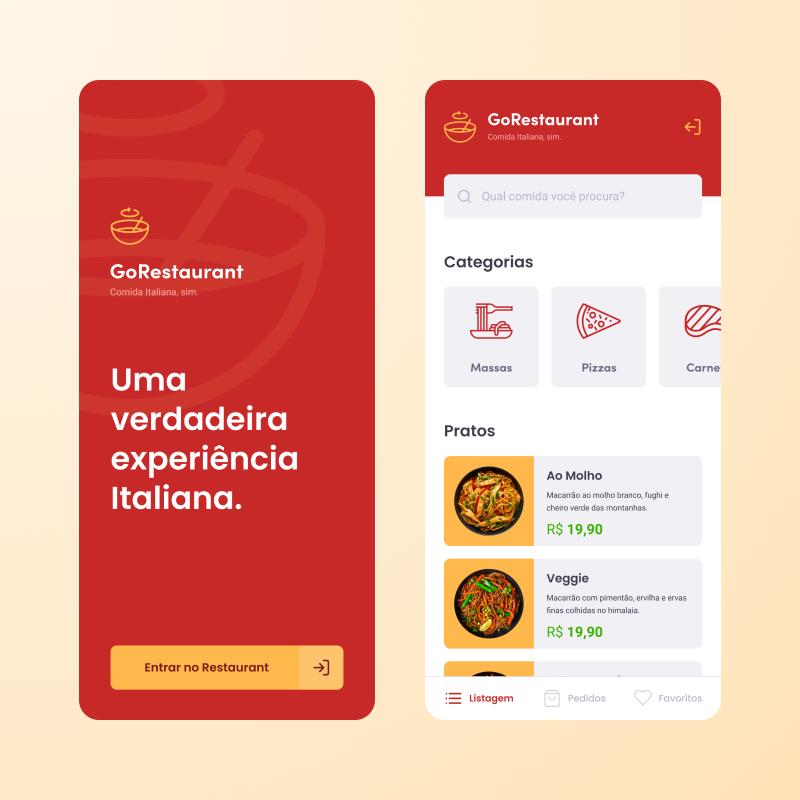 GoRestaurant
Comida Italiana, sim.
Uma
verdadeira
experiência
Italiana.
Entrar no Restaurant
GoRestaurant
Comida Italiana, sim.
Qual comida você procura?
Categorias
Massas
Pizzas
Carne
Pratos
Ao Molho
Macarrão ao molho branco, fughi e
cheiro verde das montanhas.
R$ 19,90
Veggie
Macarrão com pimentão, ervilha e ervas
finas colhidas no himalaia.
R$ 19,90
Listagem
Pedidos
Favoritos